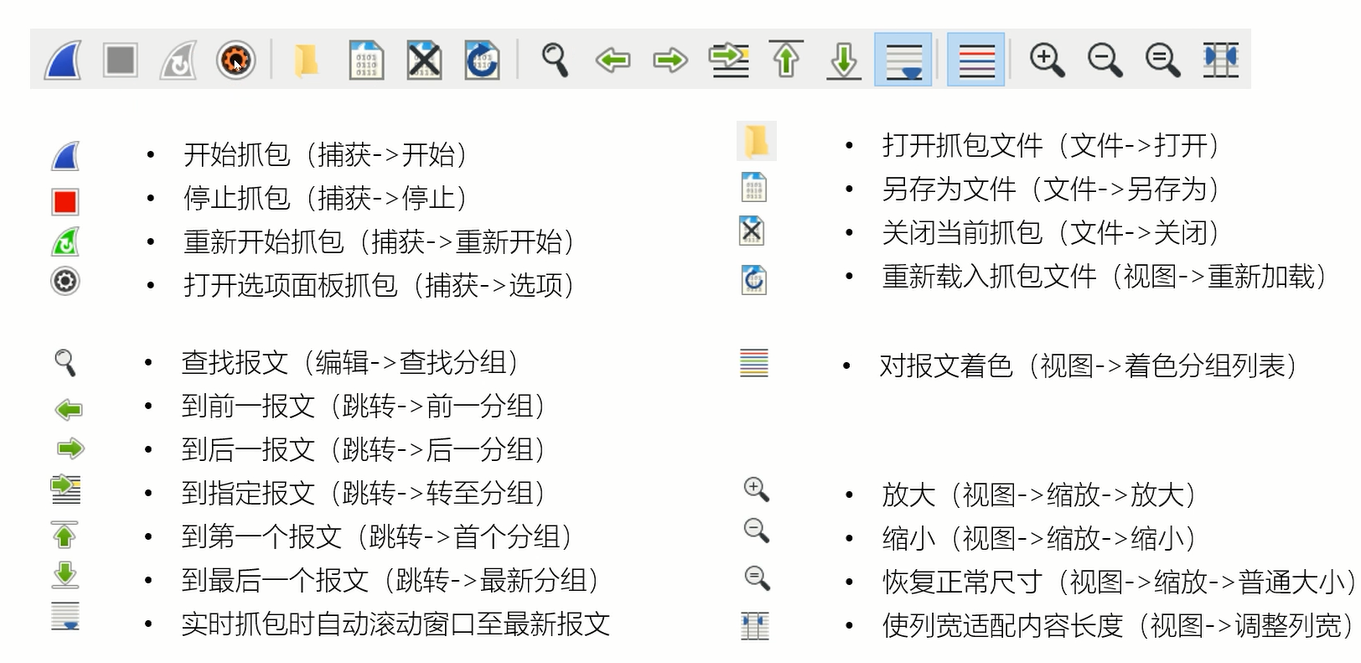 • 开始抓包（捕获->开始）
• 停止抓包（捕获->停止）
• 重新开始抓包（捕获->重新开始）
• 打开选项面板抓包（捕获->选项）
• 查找报文（编辑->查找分组）
• 到前一报文（跳转->前一分组）
• 到后一报文（跳转->后一分组）
• 到指定报文（跳转->转至分组）
• 到第一个报文（跳转->首个分组）
• 到最后一个报文（跳转->最新分组）
• 实时抓包时自动滚动窗口至最新报文
• 打开抓包文件（文件->打开）
• 另存为文件（文件->另存为）
• 关闭当前抓包（文件->关闭）
• 重新载入抓包文件（视图->重新加载）
• 对报文着色（视图->着色分组列表）
• 放大（视图->缩放->放大）
• 缩小（视图->缩放->缩小）
• 恢复正常尺寸（视图->缩放->普通大小）
• 使列宽适配内容长度（视图->调整列宽）